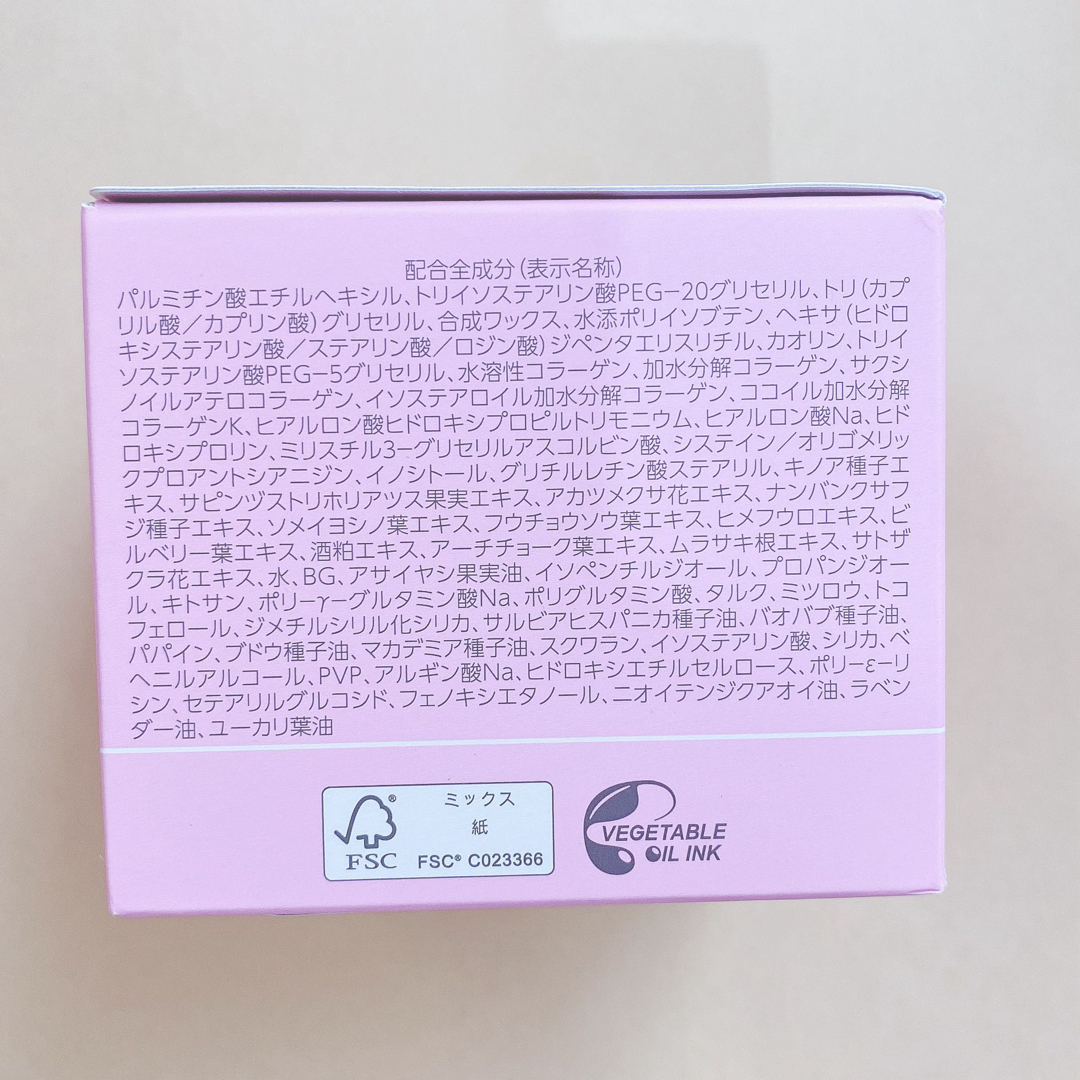 配合全成分(表示名称)
パルミチン酸エチルヘキシル、トリイソステアリン酸PEG−20グリセリル、トリ(カプ
リル酸/カプリン酸)グリセリル、合成ワックス、水添ポリイソブテン、ヘキサ(ヒドロ
キシステアリン酸/ステアリン酸/ロジン酸)ジペンタエリスリチル、カオリン、トリイ
ソステアリン酸PEG−5グリセリル、水溶性コラーゲン、加水分解コラーゲン、サクシ
ノイルアテロコラーゲン、イソステアロイル加水分解コラーゲン、ココイル加水分解
コラーゲンK、ヒアルロン酸ヒドロキシプロピルトリモニウム、ヒアルロン酸Na、ヒド
ロキシプロリン、ミリスチル3−グリセリルアスコルビン酸、システイン/オリゴメリッ
クプロアントシアニジン、イノシトール、グリチルレチン酸ステアリル、キノア種子エ
キス、サピンヅストリホリアツス果実エキス、アカツメクサ花エキス、ナンバンクサフ
ジ種子エキス、ソメイヨシノ葉エキス、フウチョウソウ葉エキス、ヒメフウロエキス、ビ
ルベリー葉エキス、酒粕エキス、アーチチョーク葉エキス、ムラサキ根エキス、サトザ
クラ花エキス、水、BG、アサイヤシ果実油、イソペンチルジオール、プロパンジオー
ル、キトサン、ポリ−γ−グルタミン酸Na、ポリグルタミン酸、タルク、ミツロウ、トコ
フェロール、ジメチルシリル化シリカ、サルビアヒスパニカ種子油、バオバブ種子油、
パパイン、ブドウ種子油、マカデミア種子油、スクワラン、イソステアリン酸、シリカ、ベ
ヘニルアルコール、PVP、アルギン酸Na、ヒドロキシエチルセルロース、ポリ−ε−リ
シン、セテアリルグルコシド、フェノキシエタノール、ニオイテンジクアオイ油、ラベン
ダー油、ユーカリ葉油
ミックス
紙
FSC® C023366
FSC
®
VEGETABLE
OIL INK